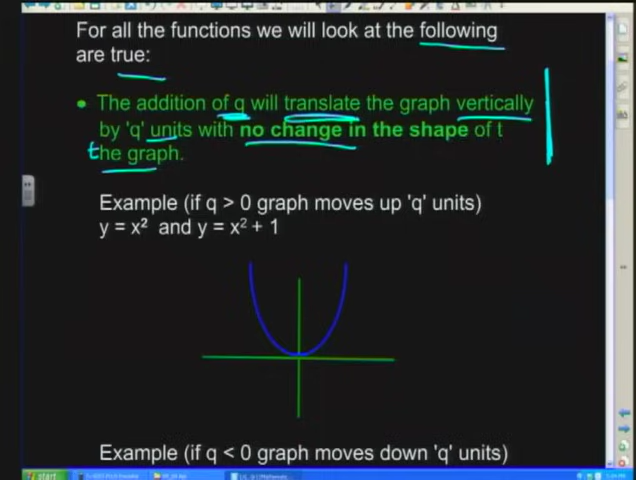 For all the functions we will look at the following
are true:
• The addition of q will translate the graph vertically
by 'q' units with no change in the shape of t
the graph.
Example (if q > 0 graph moves up 'q' units)
y = x² and y = x² + 1
Example (if q < 0 graph moves down 'q' units)
start